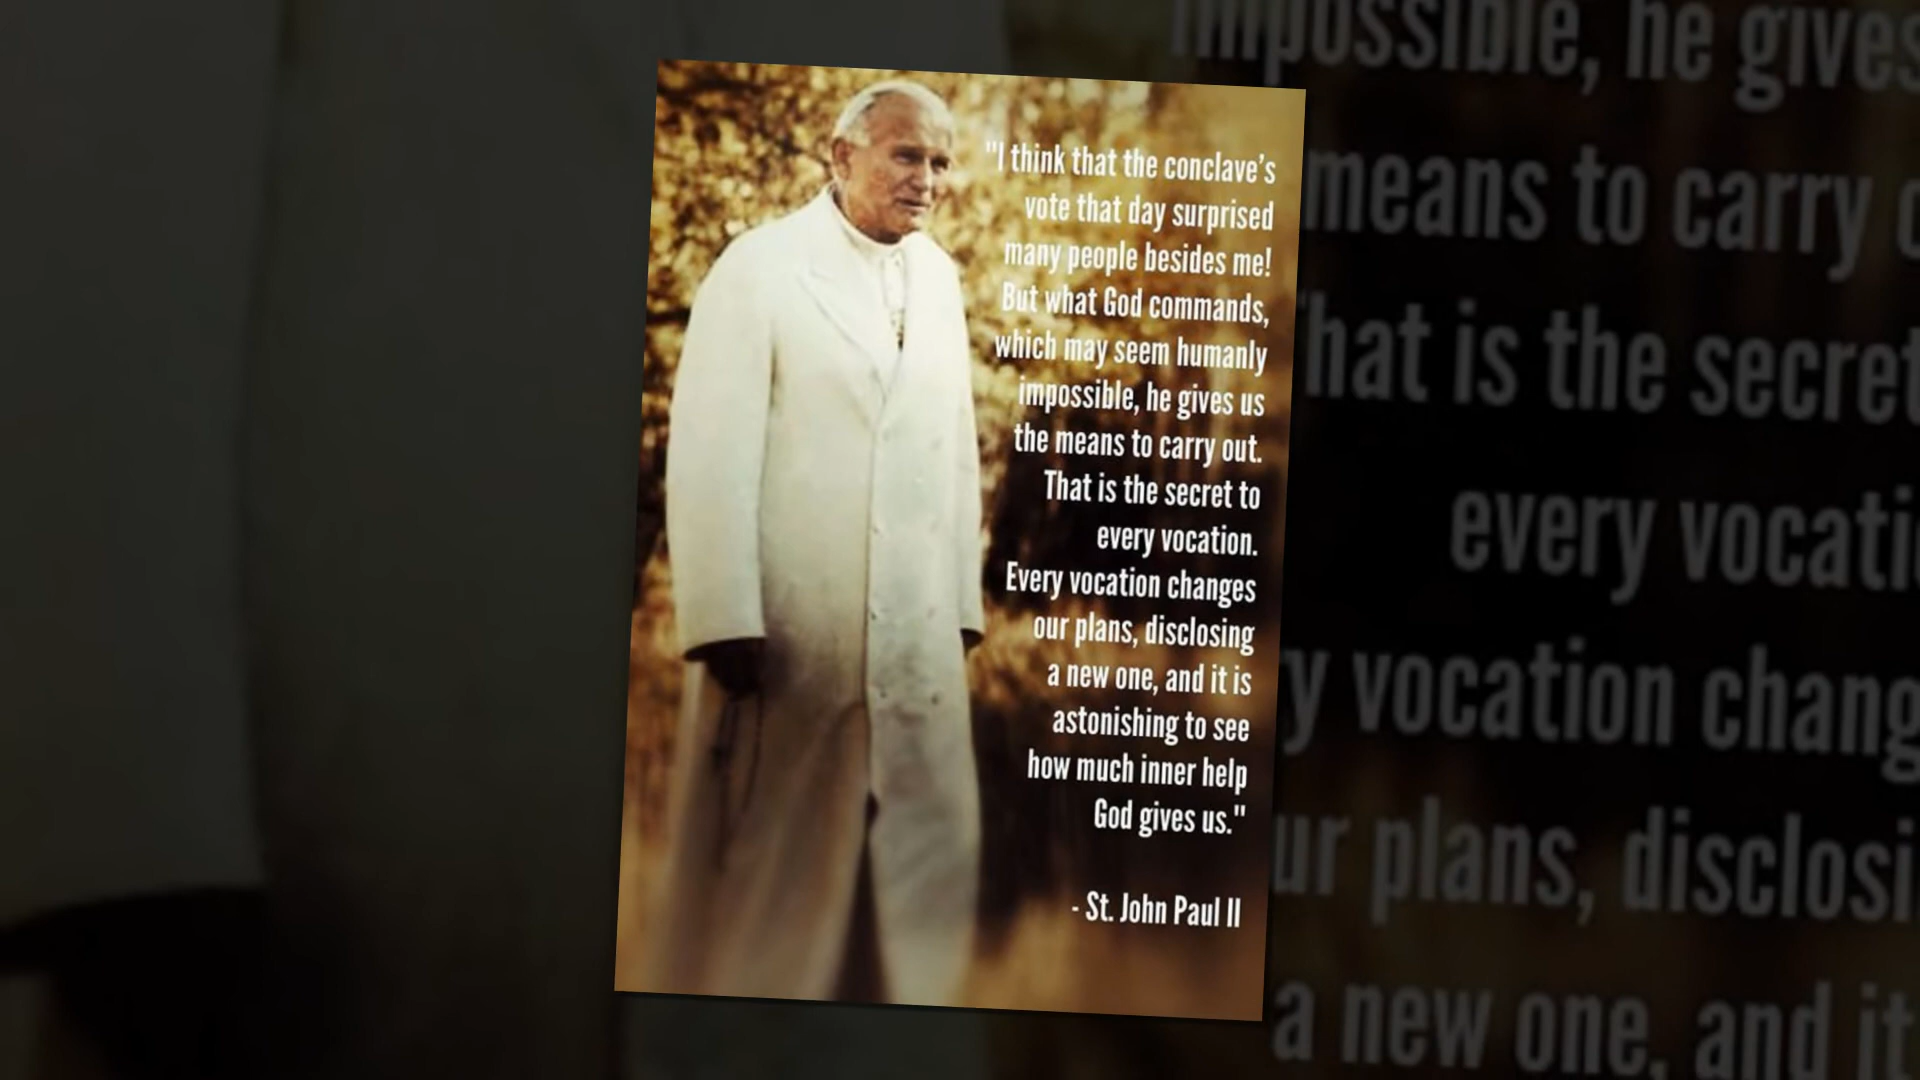 "I think that the conclave's
vote that day surprised
many people besides me!
But what God commands,
which may seem humanly
impossible, he gives us
the means to carry out.
That is the secret to
every vocation.
Every vocation changes
our plans, disclosing
a new one, and it is
astonishing to see
how much inner help
God gives us."
- St. John Paul II
impossible, he gives
means to carry
hat is the secret
every vocati
y vocation chang
ur plans, disclosi
a new one, and it